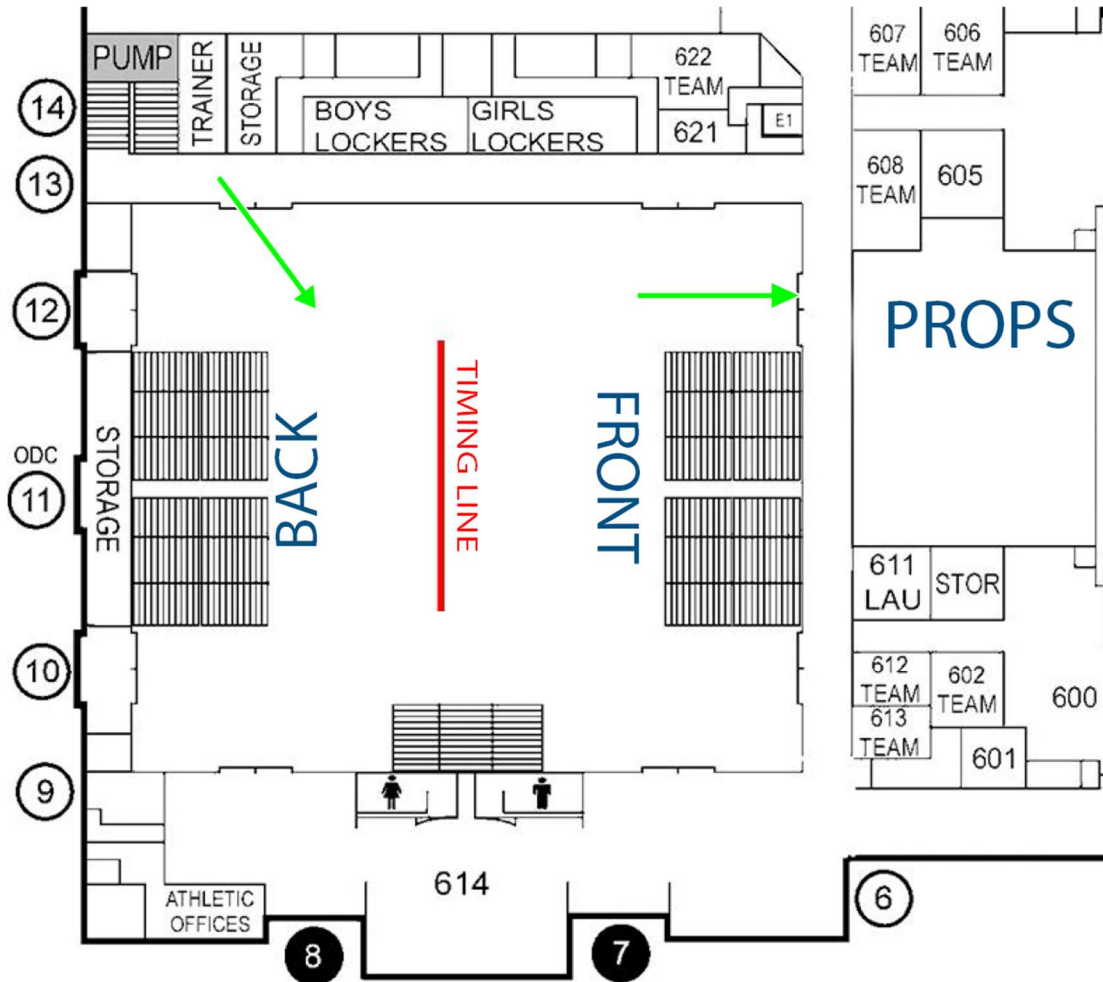 PUMP
TRAINER
STORAGE
BOYS
LOCKERS
GIRLS
LOCKERS
622
TEAM
621
E1
607
TEAM
606
TEAM
608
TEAM
605
14
13
12
ODC
11
10
9
STORAGE
BACK
TIMING LINE
FRONT
PROPS
611
LAU
STOR
612
TEAM
602
TEAM
613
TEAM
601
600
614
ATHLETIC
OFFICES
8
7
6